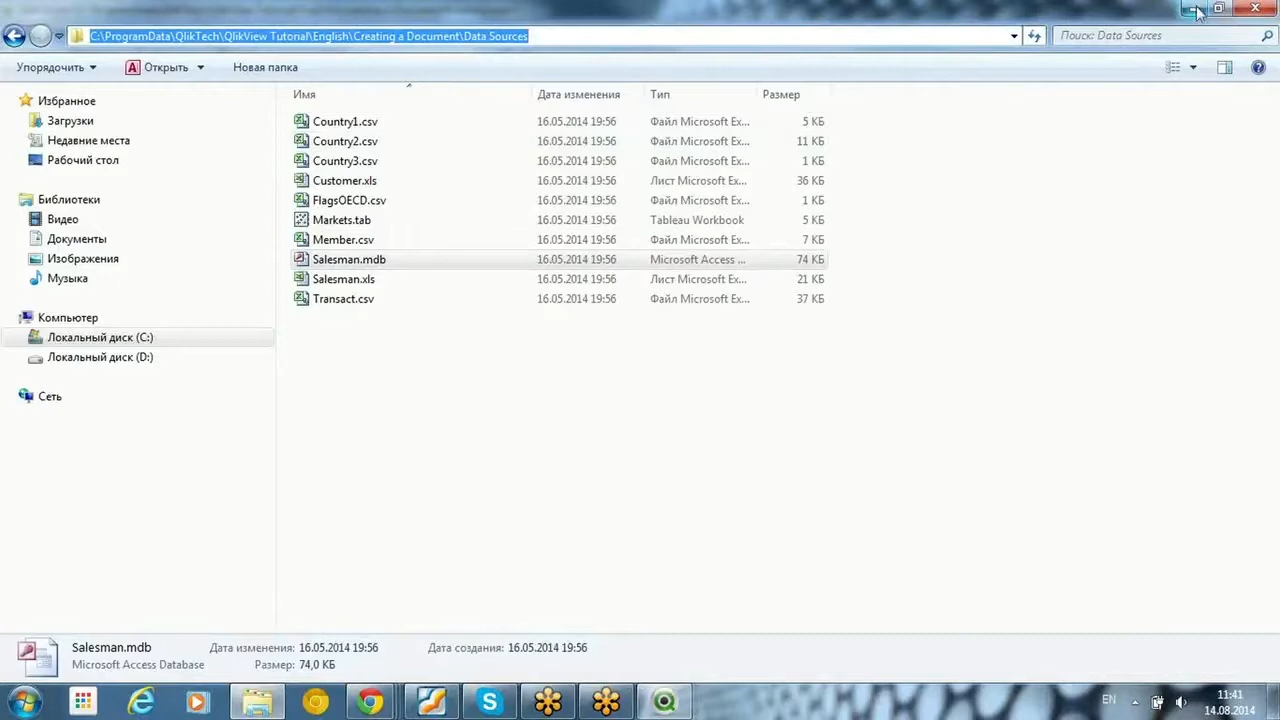 C:\ProgramData\QlikTech\QlikView Tutonal\English\Creating a Document\Data Sources
Поиск: Data Sources
Упорядочить
Открыть
Новая папка
Имя
Дата изменения
Тип
Размер
Избранное
Загрузки
Недавние места
Рабочий стол
Библиотеки
Видео
Документы
Изображения
Музыка
Компьютер
Локальный диск (C:)
Локальный диск (D:)
Сеть
Country1.csv 16.05.2014 19:56 Файл Microsoft Ex... 5 КБ
Country2.csv 16.05.2014 19:56 Файл Microsoft Ex... 11 КБ
Country3.csv 16.05.2014 19:56 Файл Microsoft Ex... 1 КБ
Customer.xls 16.05.2014 19:56 Лист Microsoft Ex... 36 КБ
FlagsOECD.csv 16.05.2014 19:56 Файл Microsoft Ex... 1 КБ
Markets.tab 16.05.2014 19:56 Tableau Workbook 5 КБ
Member.csv 16.05.2014 19:56 Файл Microsoft Ex... 7 КБ
Salesman.mdb 16.05.2014 19:56 Microsoft Access ... 74 КБ
Salesman.xls 16.05.2014 19:56 Лист Microsoft Ex... 21 КБ
Transact.csv 16.05.2014 19:56 Файл Microsoft Ex... 37 КБ
Salesman.mdb Дата изменения: 16.05.2014 19:56 Дата создания: 16.05.2014 19:56
Microsoft Access Database Размер: 74,0 КБ
EN
11:41
14.08.2014